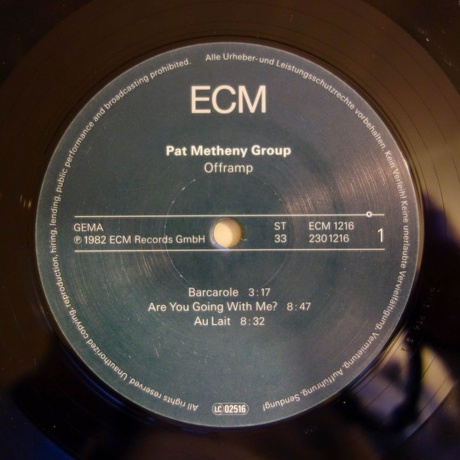 ECM
Pat Metheny Group
Offramp
GEMA ST ECM 1216
℗ 1982 ECM Records GmbH 33 2301216 1
Barcarole 3:17
Are You Going With Me? 8:47
Au Lait 8:32
LC 02516
Alle Urheber- und Leistungsschutzrechte vorbehalten. Kein Verleih! Keine unerlaubte Vervielfältigung, Vermietung, Aufführung, Sendung!
All rights reserved. Unauthorized copying, reproduction, hiring, lending, public performance and broadcasting prohibited.